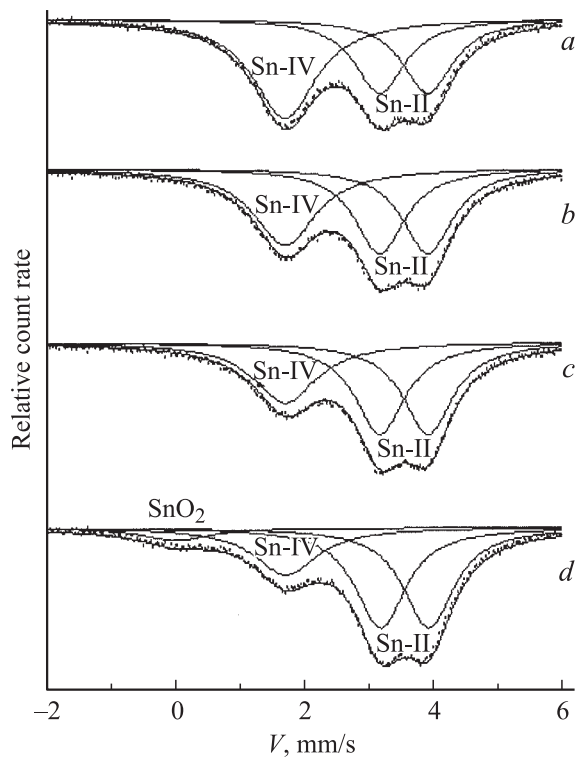 Sn-IV
Sn-II
a
Sn-IV
Sn-II
b
Sn-IV
Sn-II
c
SnO₂
Sn-IV
Sn-II
d
Relative count rate
−2 0 2 4 6
V, mm/s